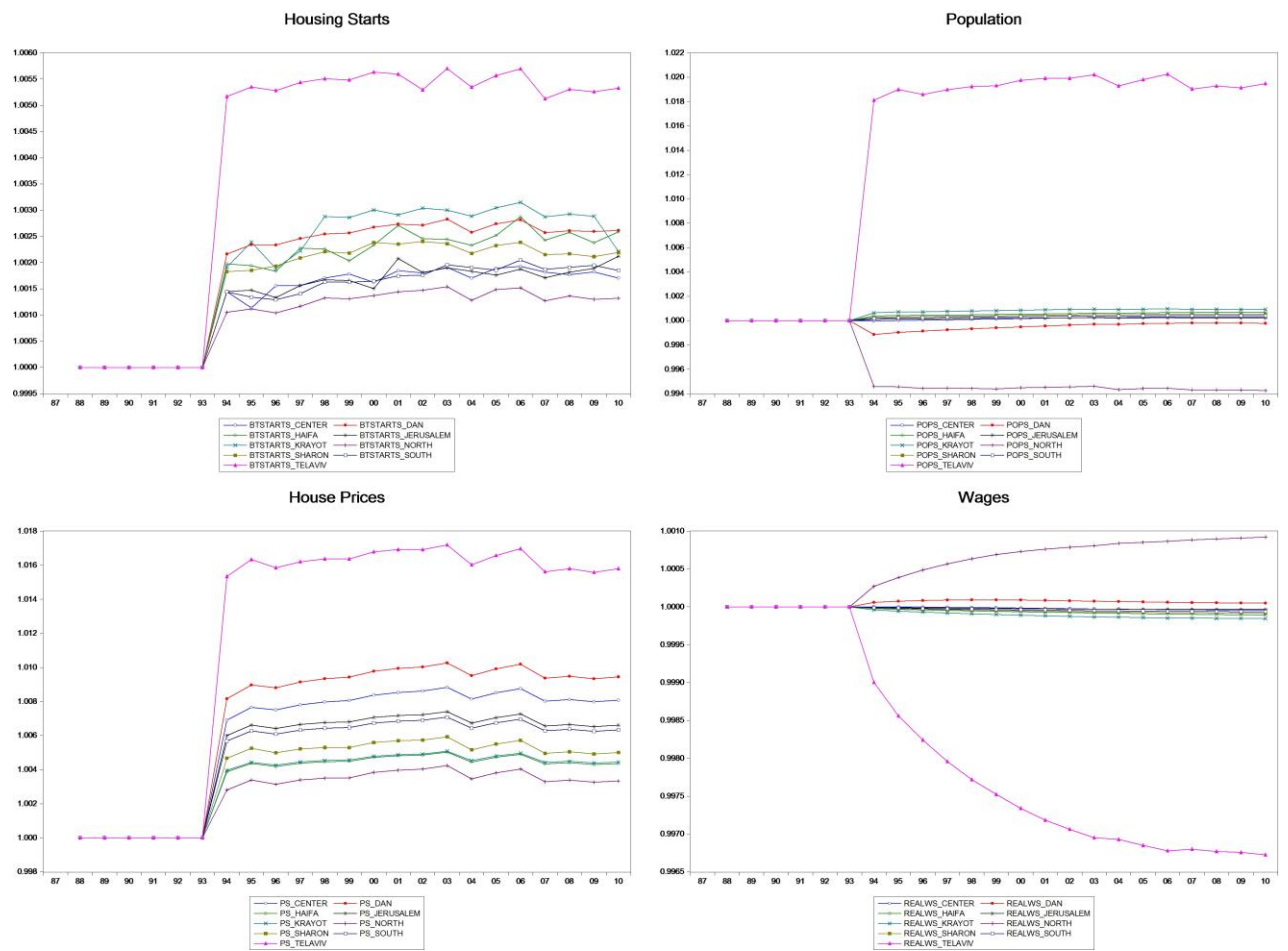 Housing Starts
1.0060
1.0055
1.0050
1.0045
1.0040
1.0035
1.0030
1.0025
1.0020
1.0015
1.0010
1.0005
1.0000
0.9995
87 88 89 90 91 92 93 94 95 96 97 98 99 00 01 02 03 04 05 06 07 08 09 10
BTSTARTS_CENTER BTSTARTS_DAN
BTSTARTS_HAIFA BTSTARTS_JERUSALEM
BTSTARTS_KRAYOT BTSTARTS_NORTH
BTSTARTS_SHARON BTSTARTS_SOUTH
BTSTARTS_TELAVIV
Population
1.022
1.020
1.018
1.016
1.014
1.012
1.010
1.008
1.006
1.004
1.002
1.000
0.998
0.996
0.994
87 88 89 90 91 92 93 94 95 96 97 98 99 00 01 02 03 04 05 06 07 08 09 10
POPS_CENTER POPS_DAN
POPS_HAIFA POPS_JERUSALEM
POPS_KRAYOT POPS_NORTH
POPS_SHARON POPS_SOUTH
POPS_TELAVIV
House Prices
1.018
1.016
1.014
1.012
1.010
1.008
1.006
1.004
1.002
1.000
0.998
87 88 89 90 91 92 93 94 95 96 97 98 99 00 01 02 03 04 05 06 07 08 09 10
PS_CENTER PS_DAN
PS_HAIFA PS_JERUSALEM
PS_KRAYOT PS_NORTH
PS_SHARON PS_SOUTH
PS_TELAVIV
Wages
1.0010
1.0005
1.0000
0.9995
0.9990
0.9985
0.9980
0.9975
0.9970
0.9965
87 88 89 90 91 92 93 94 95 96 97 98 99 00 01 02 03 04 05 06 07 08 09 10
REALWS_CENTER REALWS_DAN
REALWS_HAIFA REALWS_JERUSALEM
REALWS_KRAYOT REALWS_NORTH
REALWS_SHARON REALWS_SOUTH
REALWS_TELAVIV